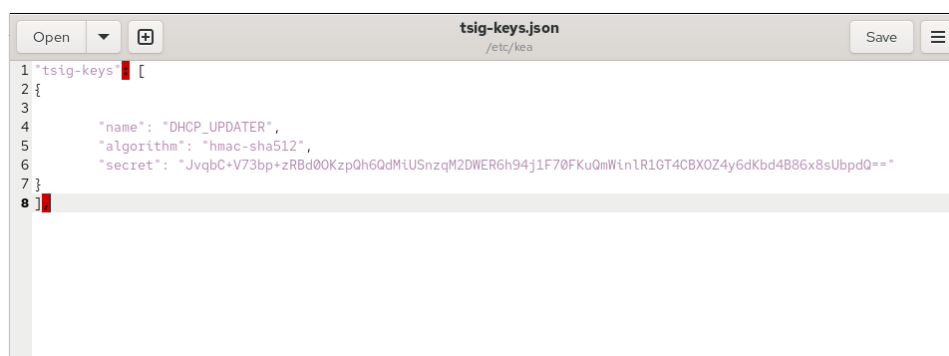 Open
tsig-keys.json
/etc/kea
Save
1 "tsig-keys": [
2 {
3
4 "name": "DHCP_UPDATER",
5 "algorithm": "hmac-sha512",
6 "secret": "JvqbC+V73bp+zRBd0OKzpQh6QdMiUSnzqM2DWER6h94j1F70FKuQmWinlR1GT4CBXOZ4y6dKbd4B86x8sUbpdQ=="
7 }
8 ],